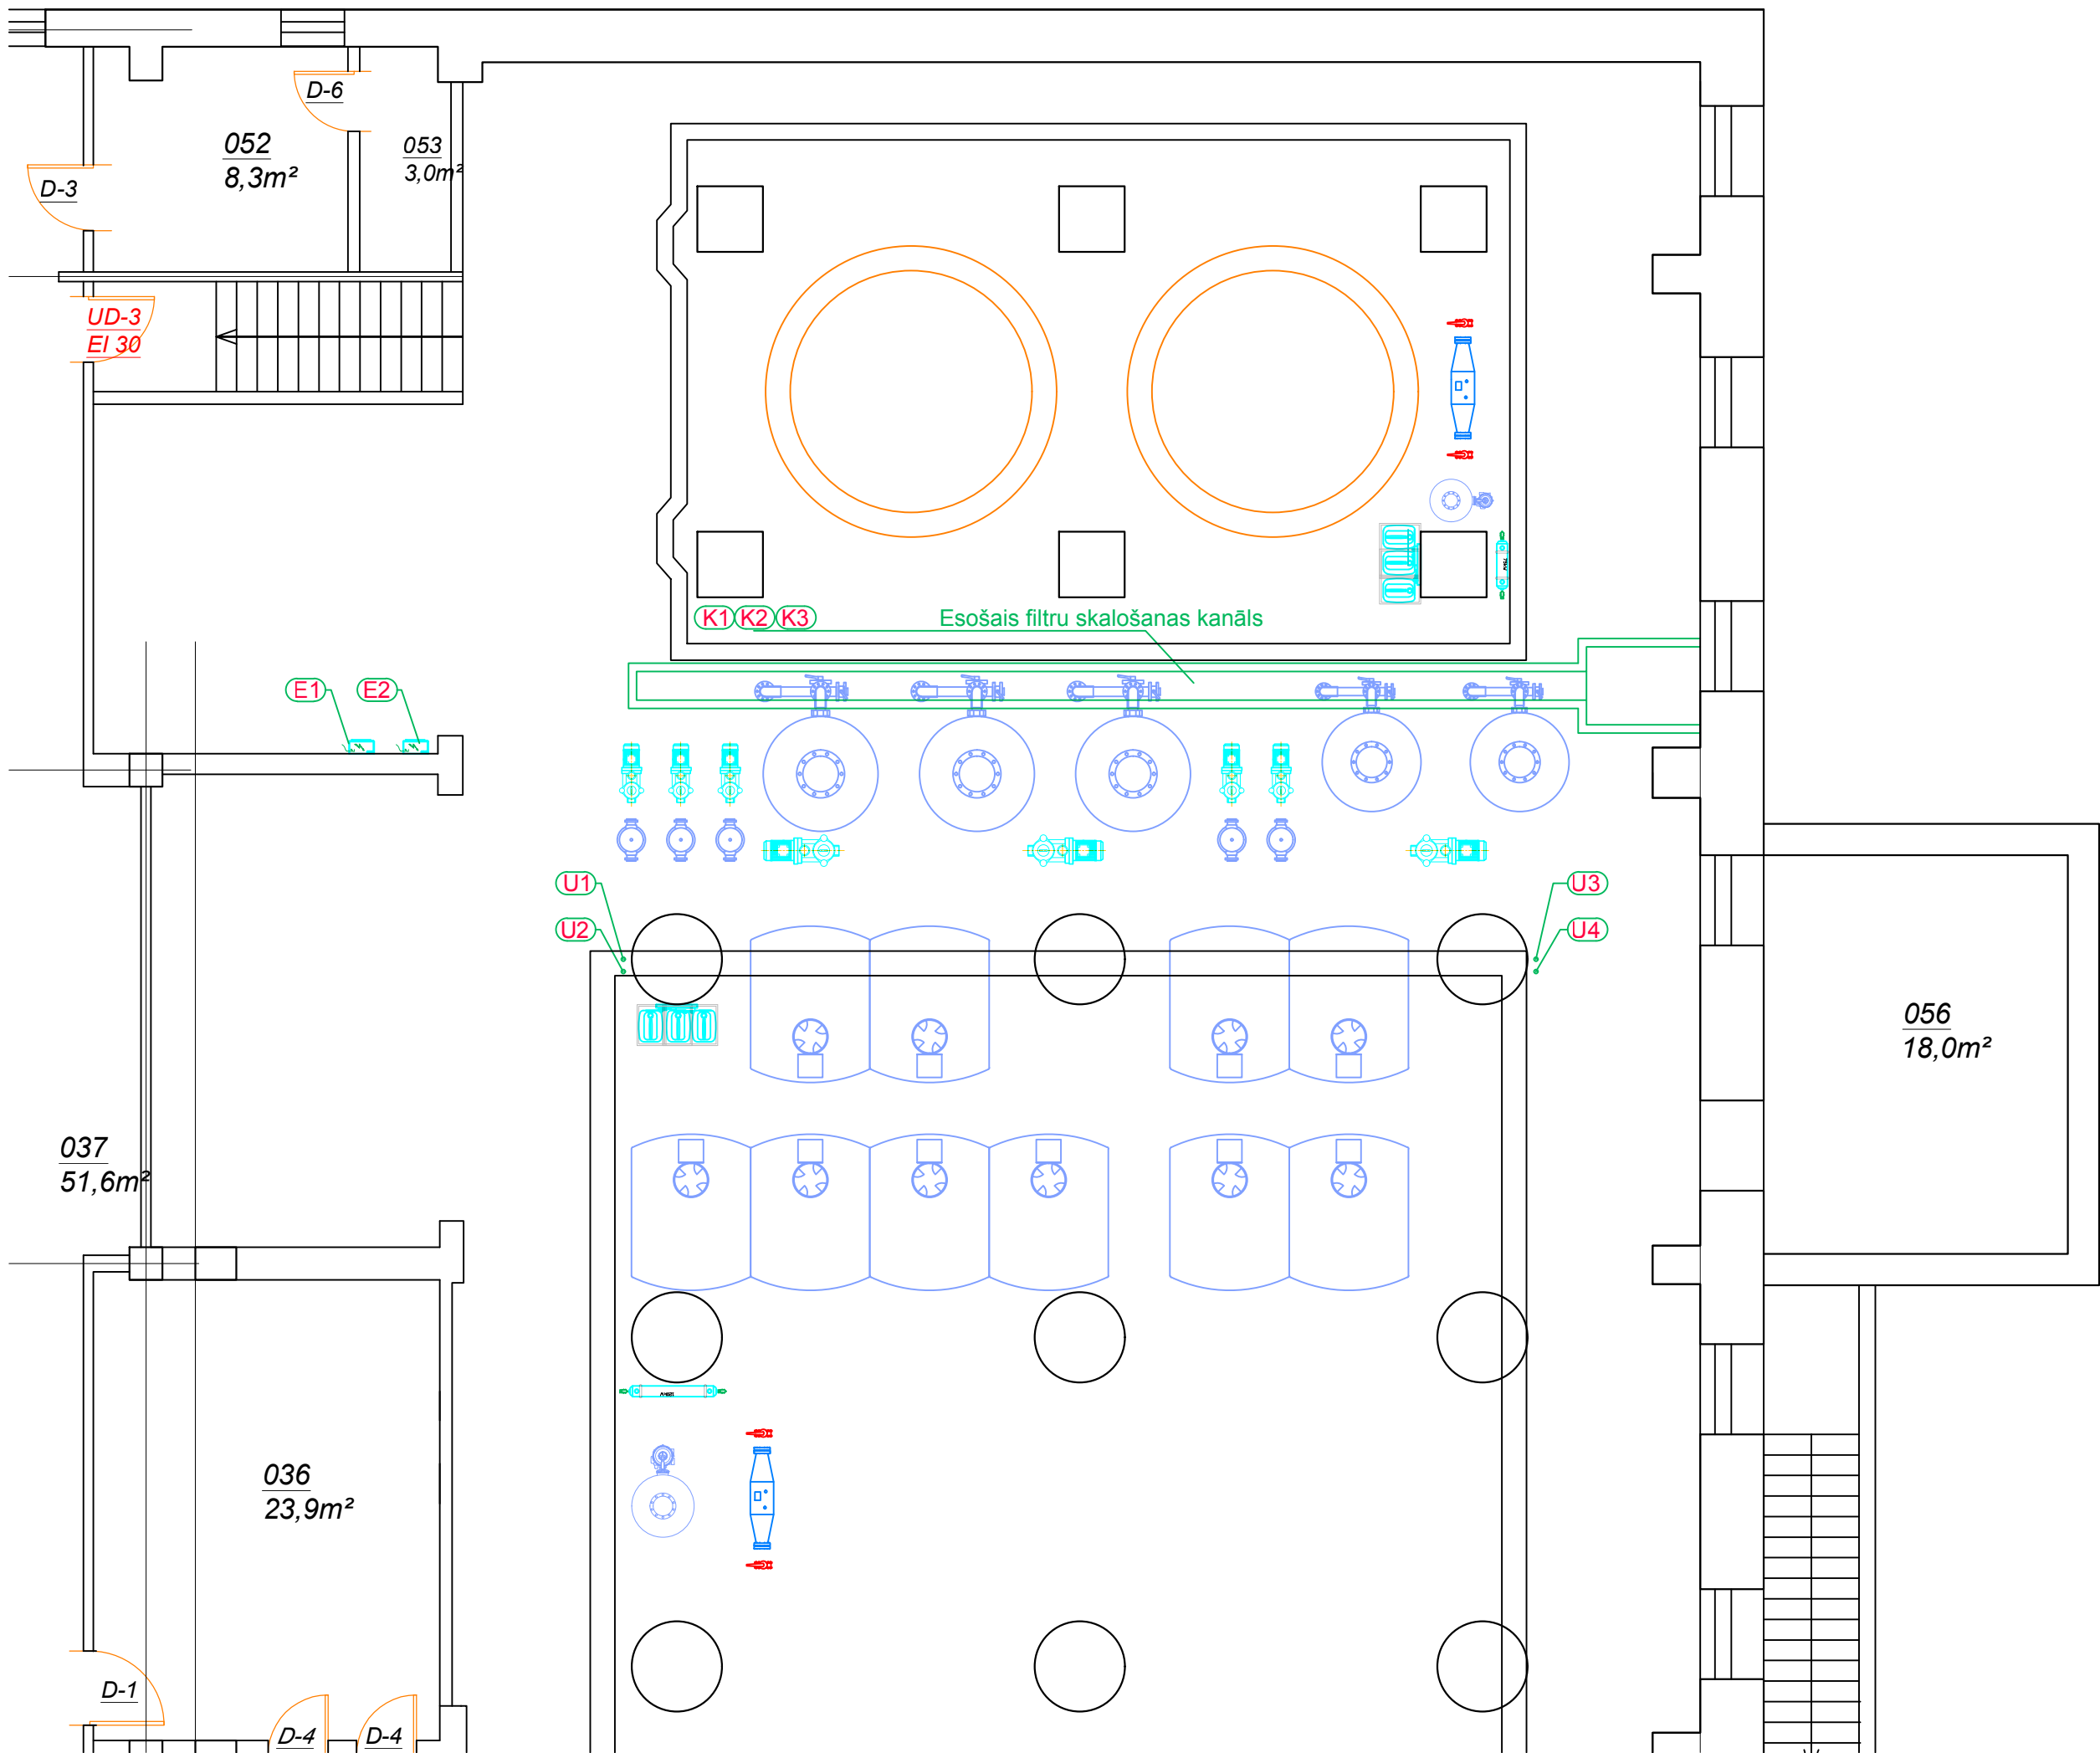 D-6
052
8,3m²
053
3,0m²
D-3
UD-3
EI 30
K1 K2 K3
Esošais filtru skalošanas kanāls
E1
E2
U1
U2
U3
U4
056
18,0m²
037
51,6m²
036
23,9m²
D-1
D-4
D-4